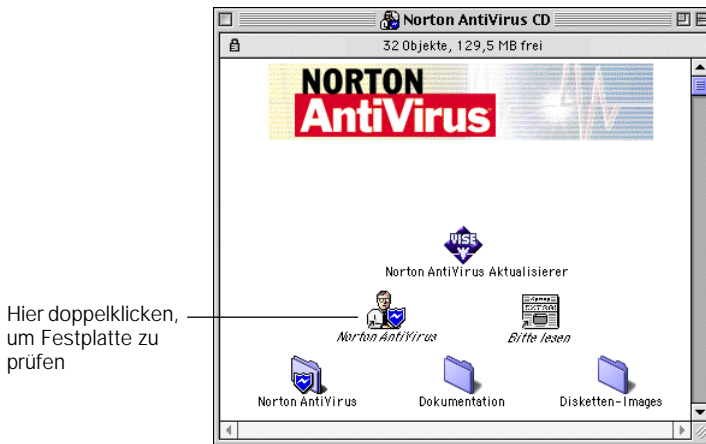 Norton AntiVirus CD
32 Objekte, 129,5 MB frei
NORTON
AntiVirus
VISE
Norton AntiVirus Aktualisierer
EXTRA!
Norton AntiVirus
Bitte lesen
Hier doppelklicken,
um Festplatte zu
prüfen
Norton AntiVirus
Dokumentation
Disketten-Images